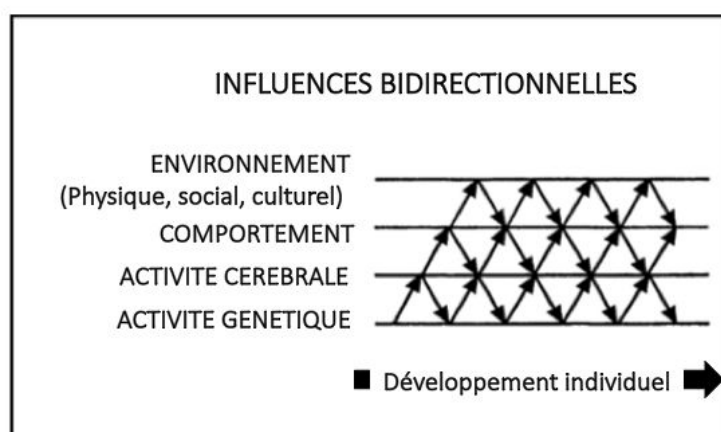 INFLUENCES BIDIRECTIONNELLES
ENVIRONNEMENT
(Physique, social, culturel)
COMPORTEMENT
ACTIVITE CEREBRALE
ACTIVITE GENETIQUE
Développement individuel